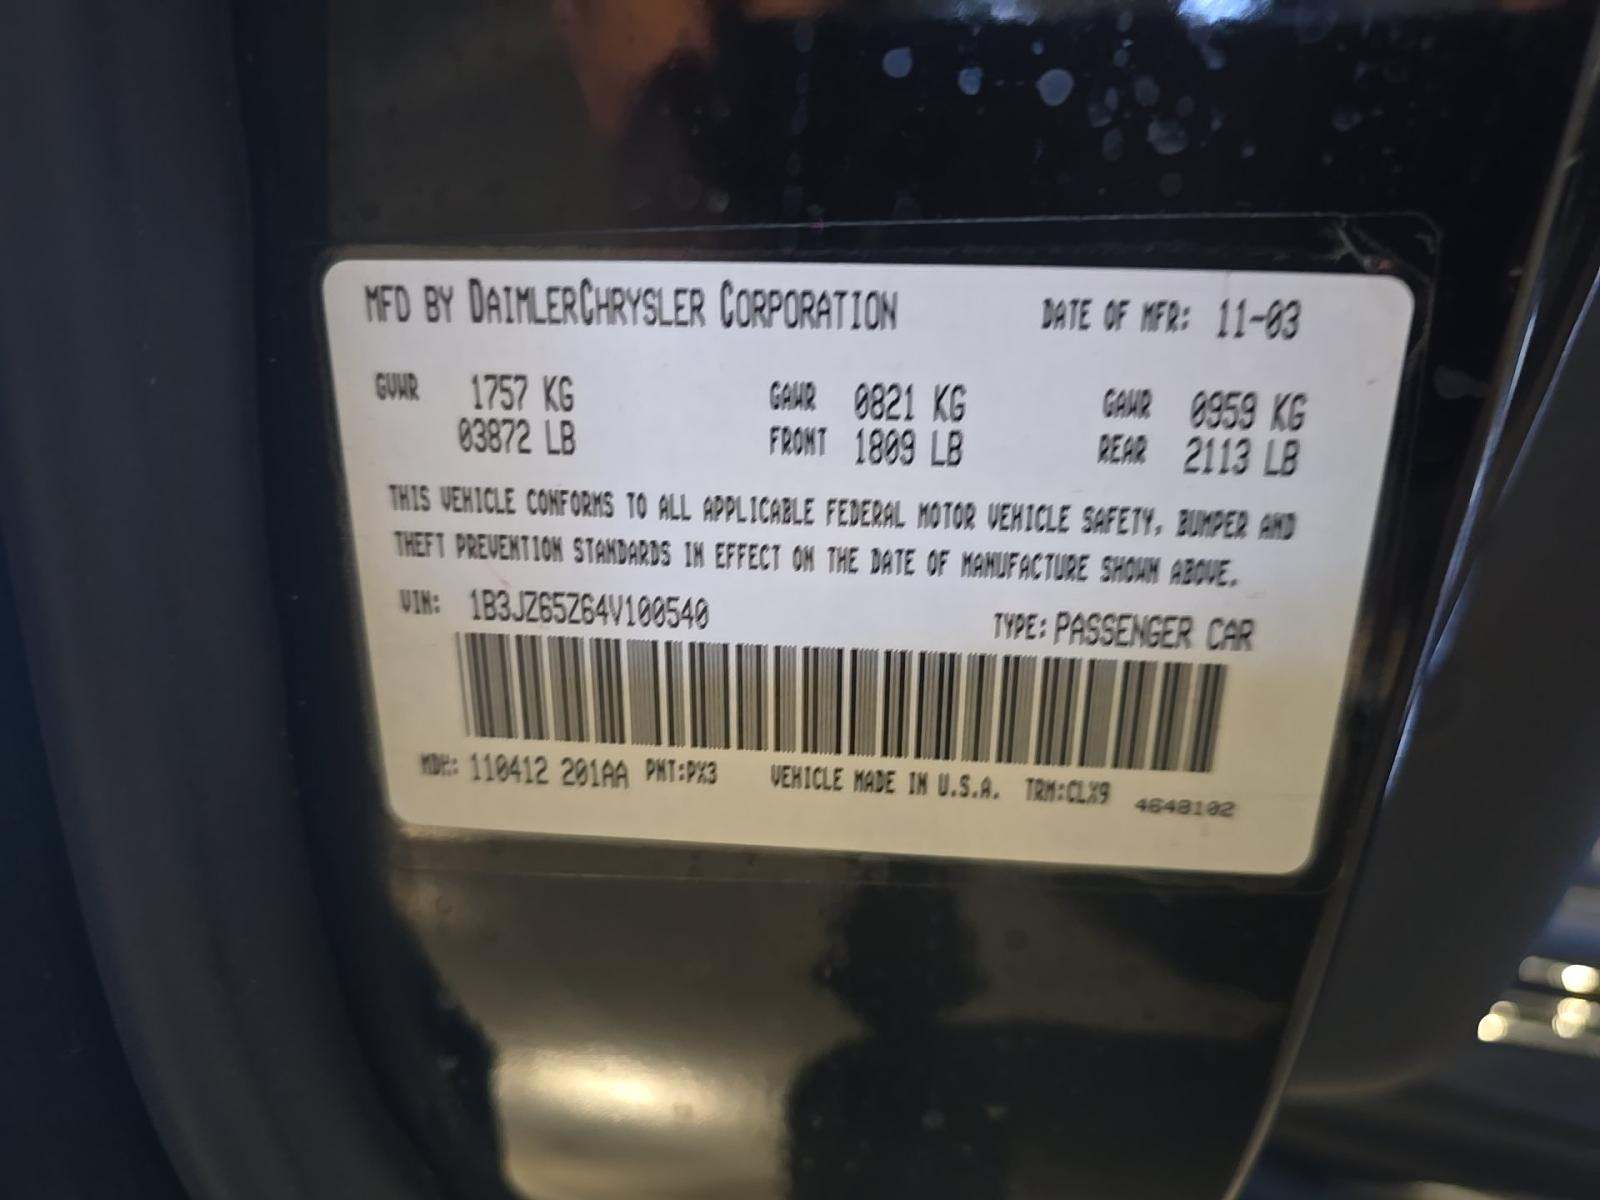 MFD BY DAIMLERCHRYSLER CORPORATION DATE OF MFR: 11-03
GVWR 1757 KG GAWR 0821 KG GAWR 0959 KG
03872 LB FRONT 1809 LB REAR 2113 LB
THIS VEHICLE CONFORMS TO ALL APPLICABLE FEDERAL MOTOR VEHICLE SAFETY, BUMPER AND
THEFT PREVENTION STANDARDS IN EFFECT ON THE DATE OF MANUFACTURE SHOWN ABOVE.
VIN: 1B3JZ65Z64V100540 TYPE: PASSENGER CAR
MDH: 110412 201AA PNT:PX3 VEHICLE MADE IN U.S.A. TRM:CLX9 4648102